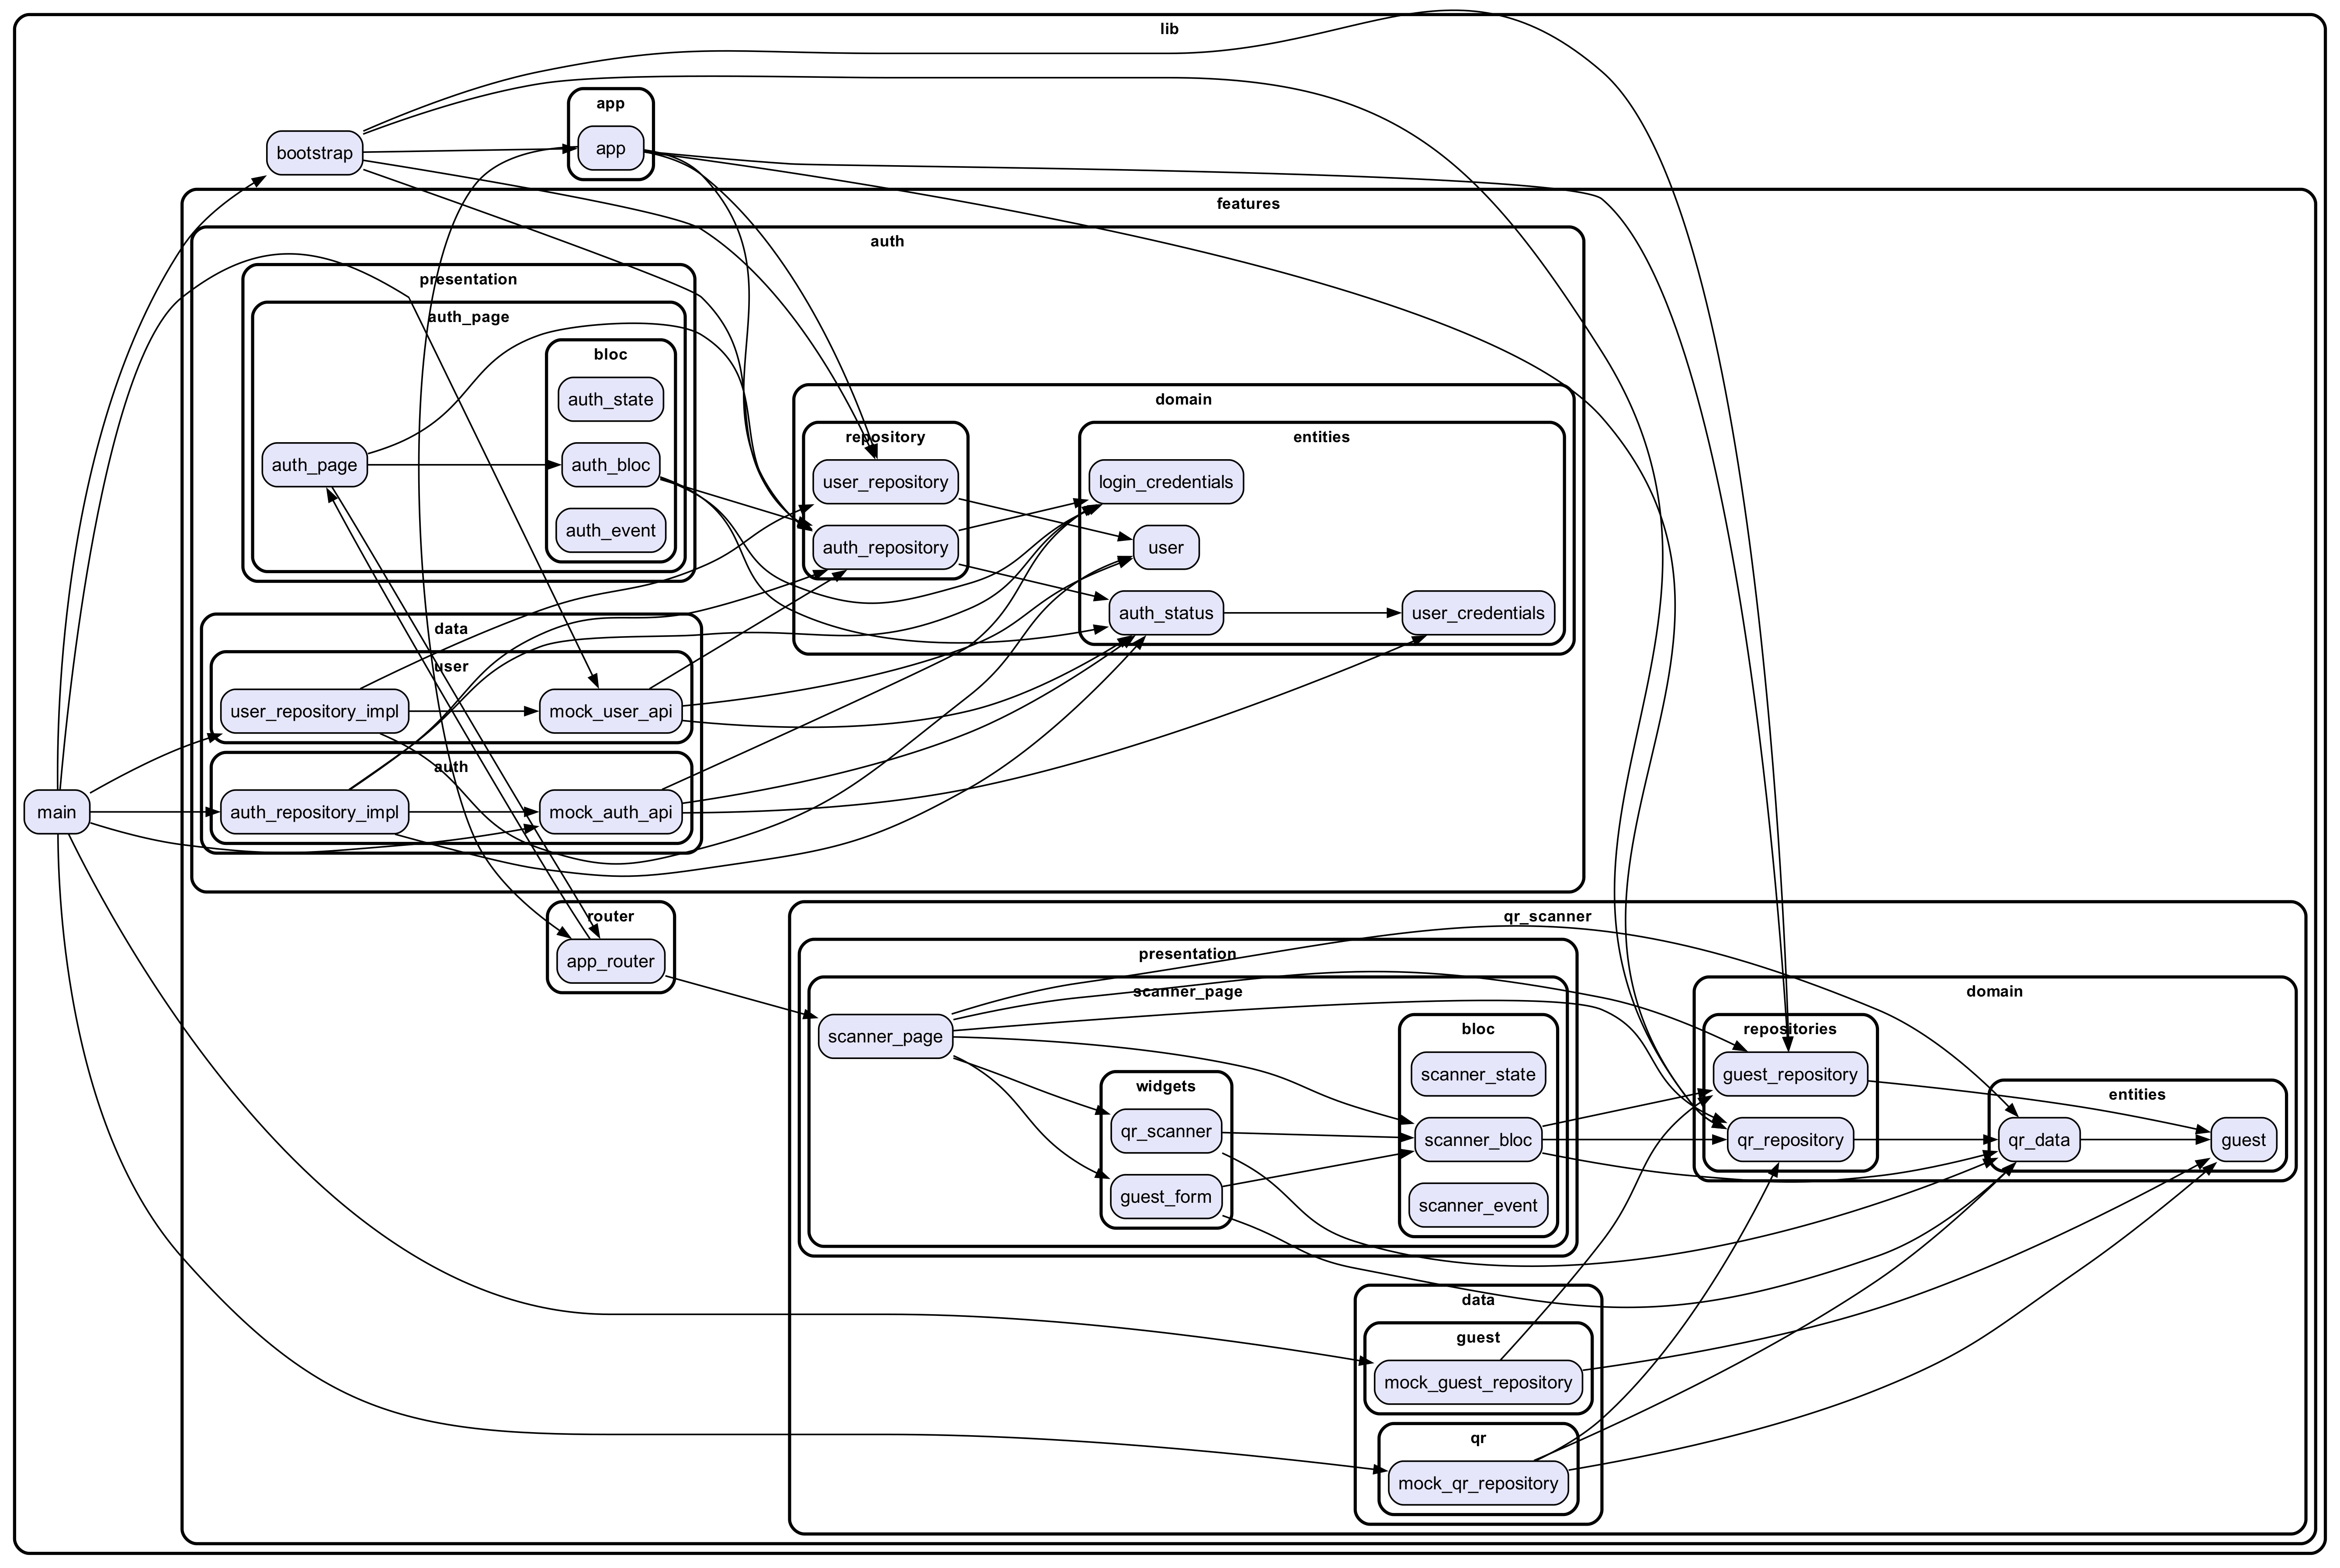 lib
app
app
bootstrap
features
auth
presentation
auth_page
bloc
auth_state
auth_page
auth_bloc
auth_event
domain
repository
entities
user_repository
login_credentials
auth_repository
user
auth_status
user_credentials
data
user
user_repository_impl
mock_user_api
auth
auth_repository_impl
mock_auth_api
main
router
app_router
qr_scanner
presentation
scanner_page
scanner_page
bloc
scanner_state
widgets
qr_scanner
scanner_bloc
guest_form
scanner_event
domain
repositories
guest_repository
entities
qr_repository
qr_data
guest
data
guest
mock_guest_repository
qr
mock_qr_repository